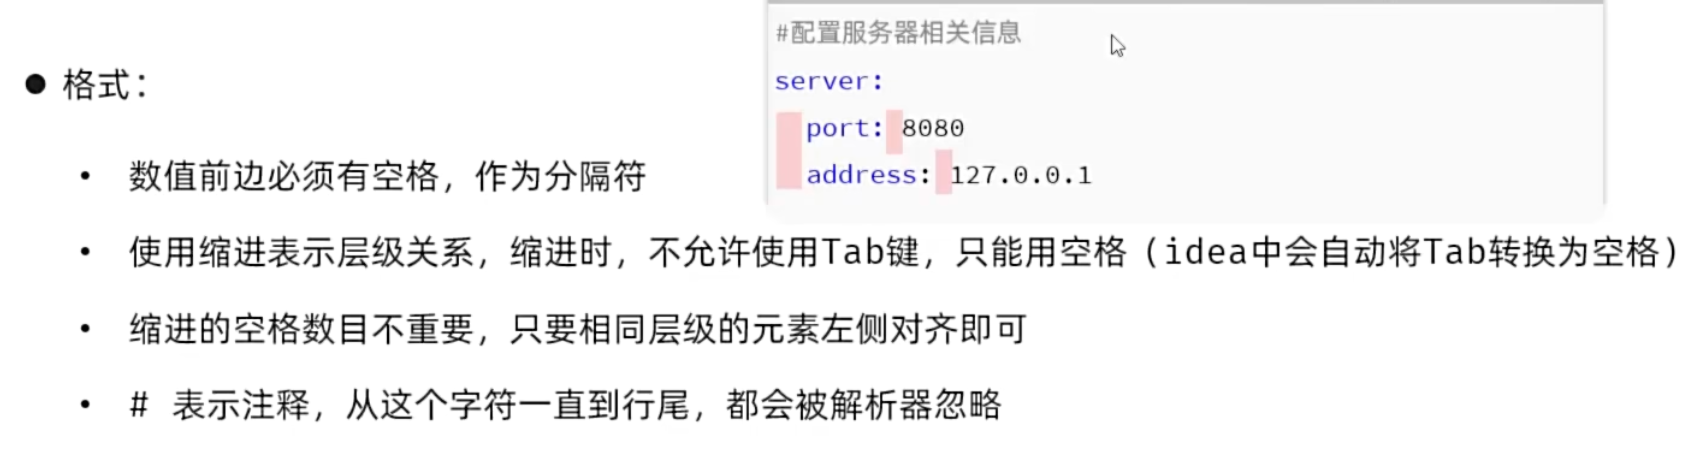 #配置服务器相关信息
server:
port: 8080
address: 127.0.0.1
格式：
数值前边必须有空格，作为分隔符
使用缩进表示层级关系，缩进时，不允许使用Tab键，只能用空格（idea中会自动将Tab转换为空格）
缩进的空格数目不重要，只要相同层级的元素左侧对齐即可
# 表示注释，从这个字符一直到行尾，都会被解析器忽略